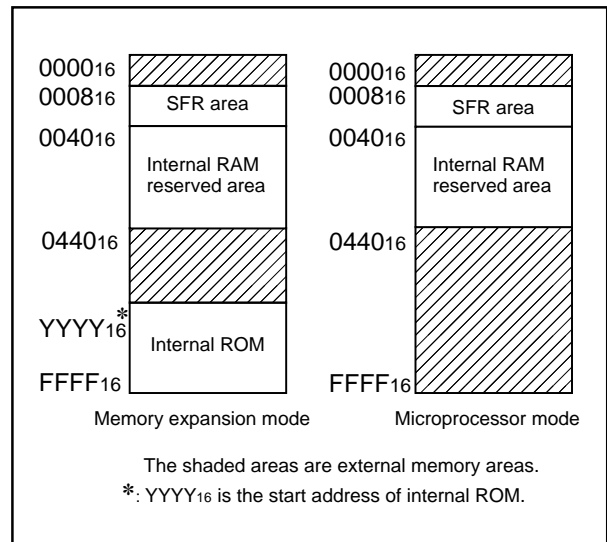 000016
000816
SFR area
004016
Internal RAM
reserved area
044016
YYYY16*
Internal ROM
FFFF16
Memory expansion mode
000016
000816
SFR area
004016
Internal RAM
reserved area
044016
FFFF16
Microprocessor mode
The shaded areas are external memory areas.
*: YYYY16 is the start address of internal ROM.